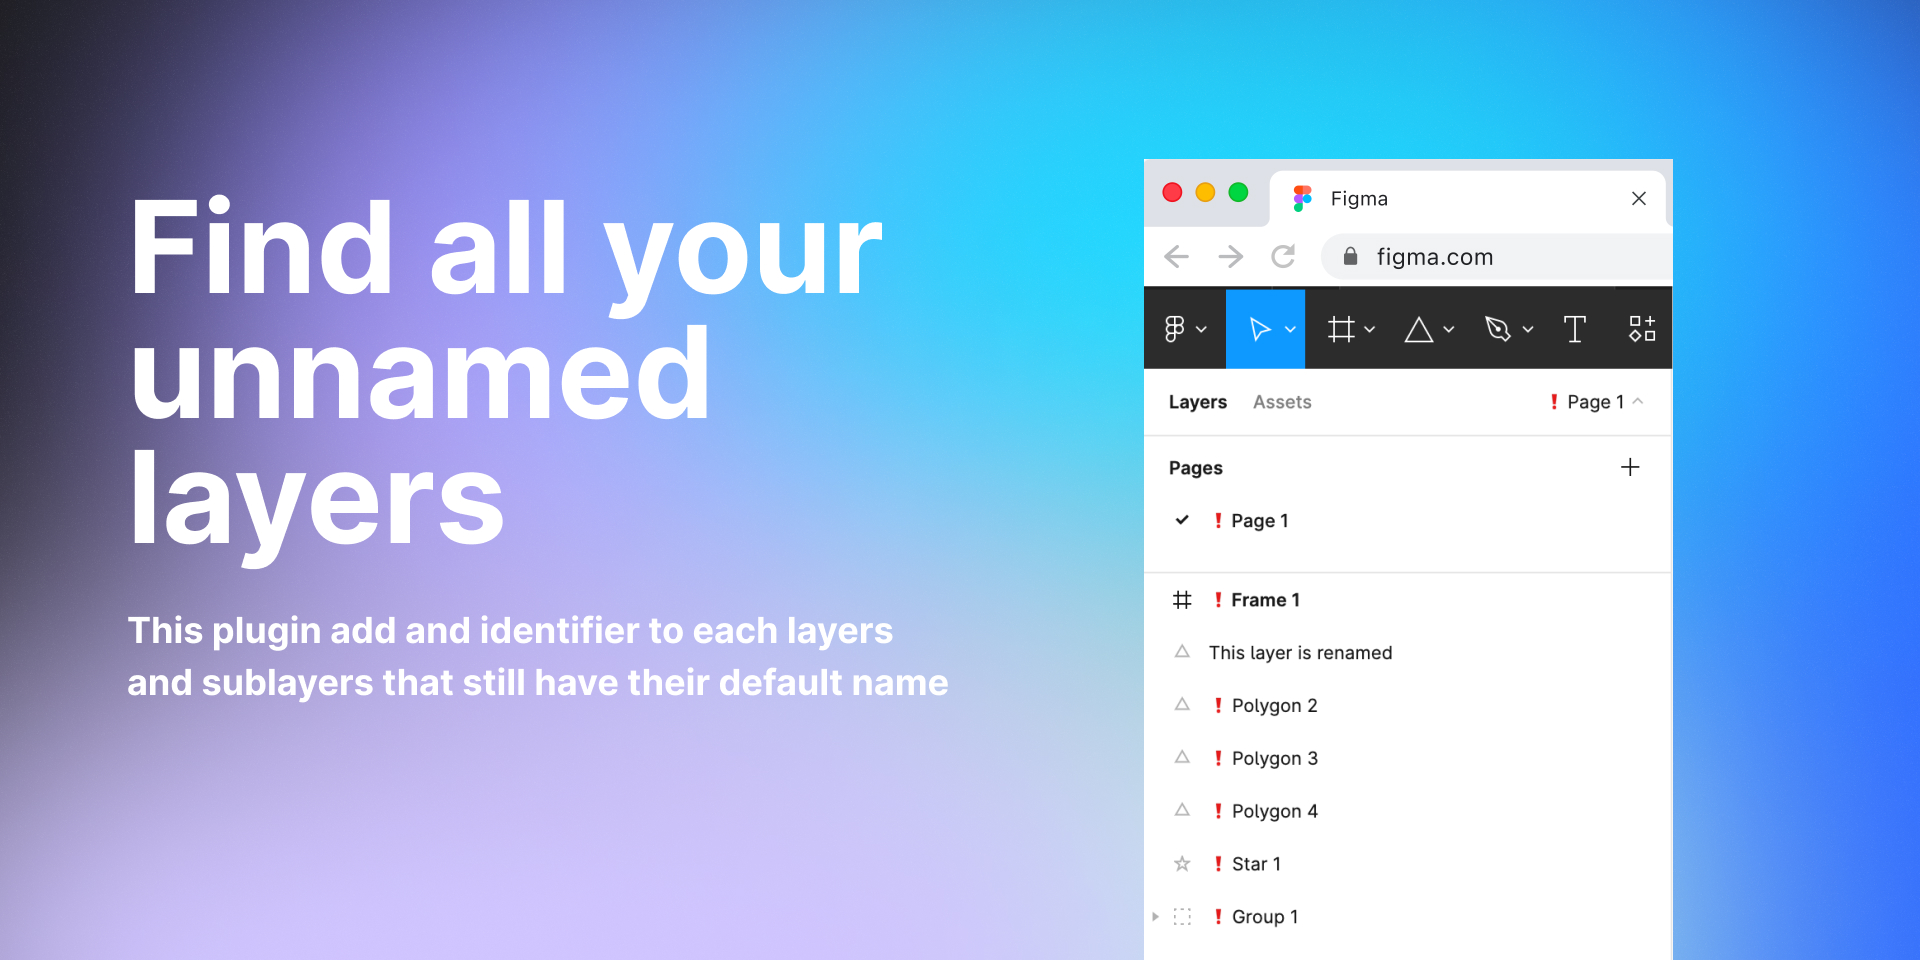 Find all your
unnamed
layers
This plugin add and identifier to each layers
and sublayers that still have their default name
Figma
figma.com
Layers Assets ❗ Page 1
Pages
❗ Page 1
❗ Frame 1
This layer is renamed
❗ Polygon 2
❗ Polygon 3
❗ Polygon 4
❗ Star 1
❗ Group 1